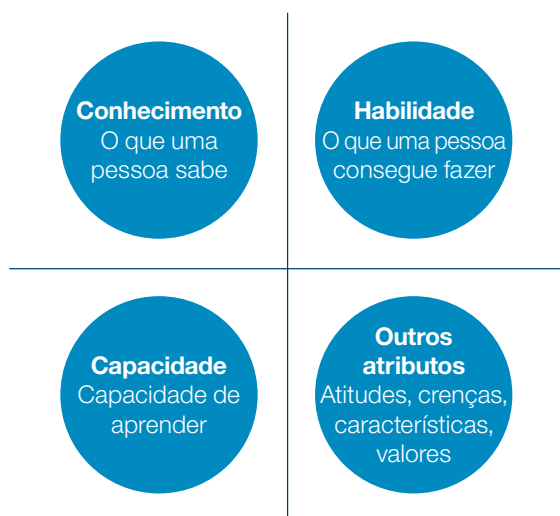 Conhecimento
O que uma
pessoa sabe
Habilidade
O que uma pessoa
consegue fazer
Capacidade
Capacidade de
aprender
Outros
atributos
Atitudes, crenças,
características,
valores